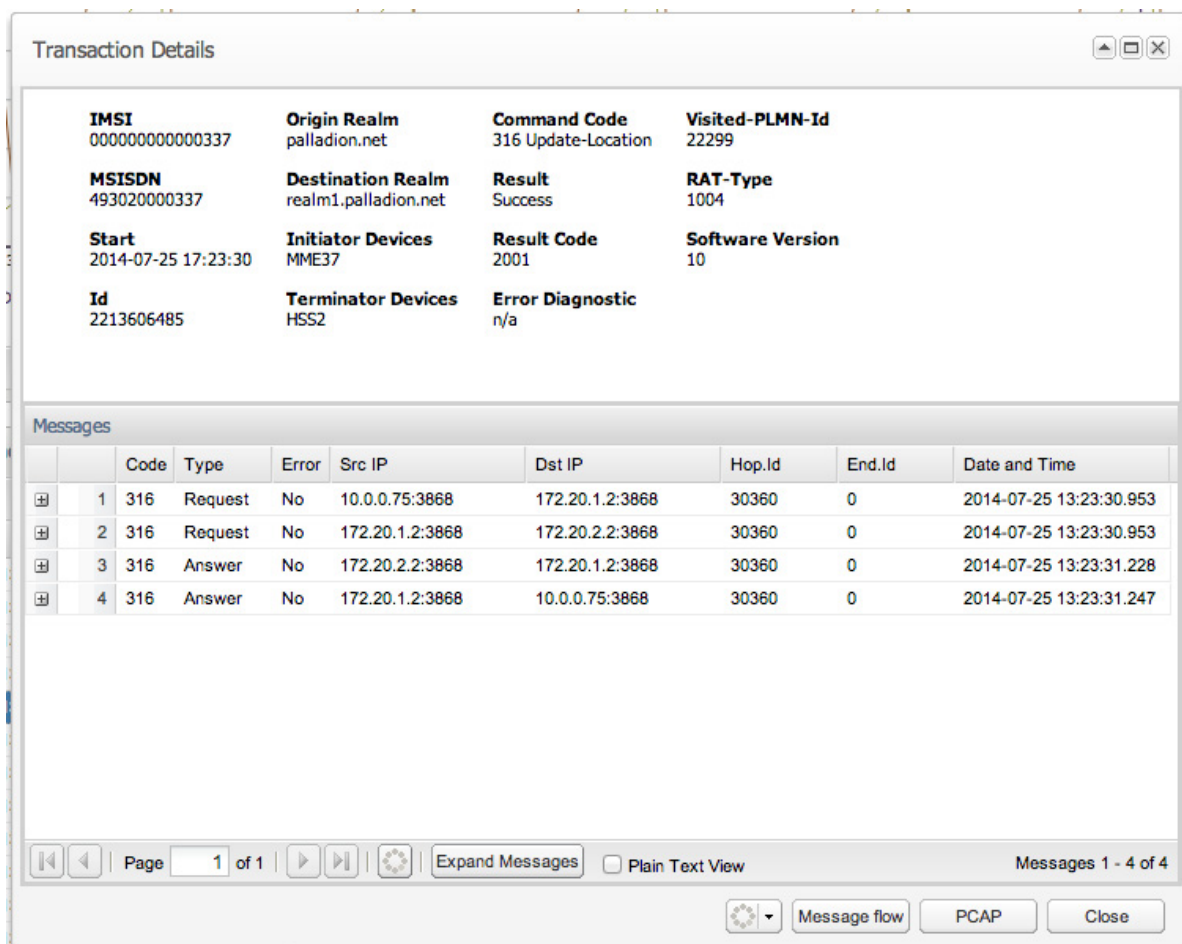 Transaction Details
IMSI Origin Realm Command Code Visited-PLMN-Id
000000000000337 palladion.net 316 Update-Location 22299
MSISDN Destination Realm Result RAT-Type
493020000337 realm1.palladion.net Success 1004
Start Initiator Devices Result Code Software Version
2014-07-25 17:23:30 MME37 2001 10
Id Terminator Devices Error Diagnostic
2213606485 HSS2 n/a
Messages
Code Type Error Src IP Dst IP Hop.Id End.Id Date and Time
1 316 Request No 10.0.0.75:3868 172.20.1.2:3868 30360 0 2014-07-25 13:23:30.953
2 316 Request No 172.20.1.2:3868 172.20.2.2:3868 30360 0 2014-07-25 13:23:30.953
3 316 Answer No 172.20.2.2:3868 172.20.1.2:3868 30360 0 2014-07-25 13:23:31.228
4 316 Answer No 172.20.1.2:3868 10.0.0.75:3868 30360 0 2014-07-25 13:23:31.247
Page 1 of 1 Expand Messages Plain Text View Messages 1 - 4 of 4
Message flow PCAP Close